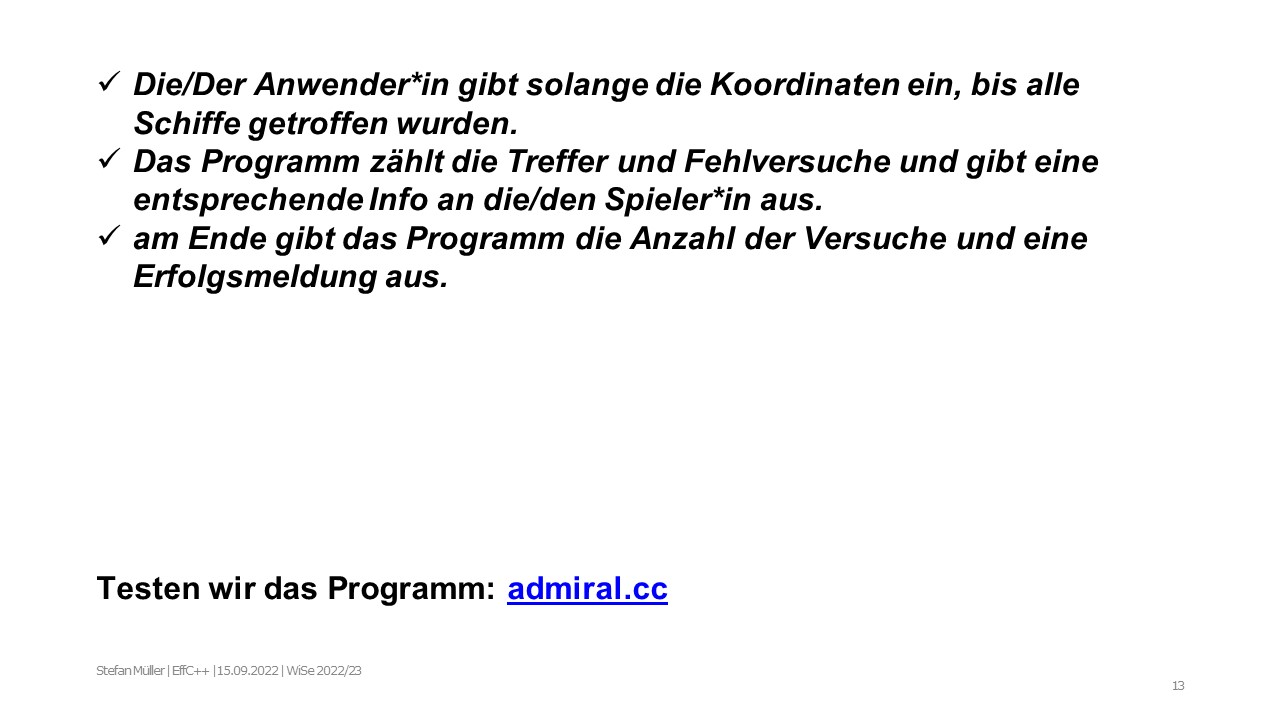 ✓ Die/Der Anwender*in gibt solange die Koordinaten ein, bis alle
Schiffe getroffen wurden.
✓ Das Programm zählt die Treffer und Fehlversuche und gibt eine
entsprechende Info an die/den Spieler*in aus.
✓ am Ende gibt das Programm die Anzahl der Versuche und eine
Erfolgsmeldung aus.
Testen wir das Programm: admiral.cc
Stefan Müller | EffC++ | 15.09.2022 | WiSe 2022/23
13